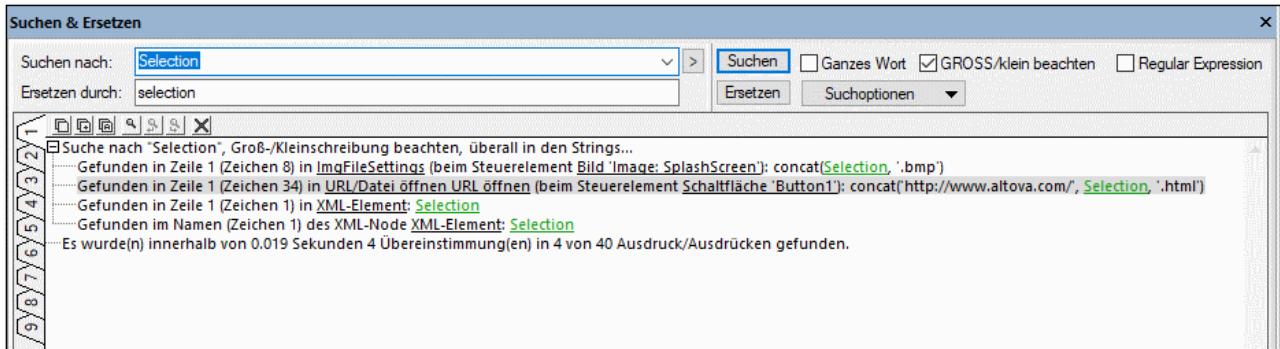 Suchen & Ersetzen
Suchen nach: Selection > Suchen Ganzes Wort GROSS/klein beachten Regular Expression
Ersetzen durch: selection Ersetzen Suchoptionen
1
2
3
4
5
6
7
8
9
Suche nach "Selection", Groß-/Kleinschreibung beachten, überall in den Strings...
Gefunden in Zeile 1 (Zeichen 8) in ImgFileSettings (beim Steuerelement Bild 'Image: SplashScreen'): concat(Selection, '.bmp')
Gefunden in Zeile 1 (Zeichen 34) in URL/Datei öffnen URL öffnen (beim Steuerelement Schaltfläche 'Button1'): concat('http://www.altova.com/', Selection, '.html')
Gefunden in Zeile 1 (Zeichen 1) in XML-Element: Selection
Gefunden im Namen (Zeichen 1) des XML-Node XML-Element: Selection
Es wurde(n) innerhalb von 0.019 Sekunden 4 Übereinstimmung(en) in 4 von 40 Ausdruck/Ausdrücken gefunden.